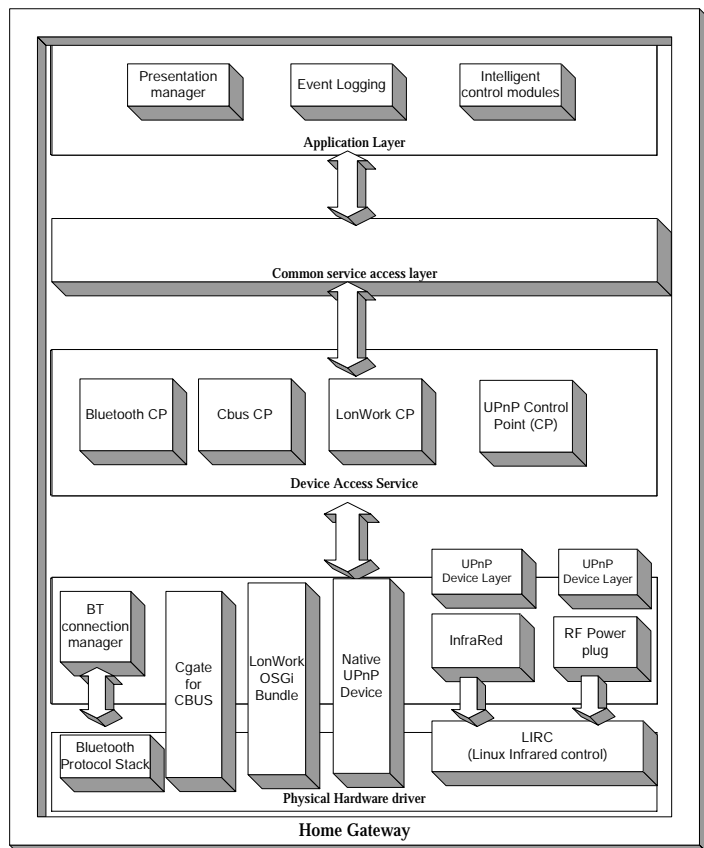 Presentation
manager
Event Logging
Intelligent
control modules
Application Layer
Common service access layer
Bluetooth CP
Cbus CP
LonWork CP
UPnP Control
Point (CP)
Device Access Service
UPnP
Device Layer
UPnP
Device Layer
BT
connection
manager
Cgate
for
CBUS
LonWork
OSGi
Bundle
Native
UPnP
Device
InfraRed
RF Power
plug
Bluetooth
Protocol Stack
LIRC
(Linux Infrared control)
Physical Hardware driver
Home Gateway